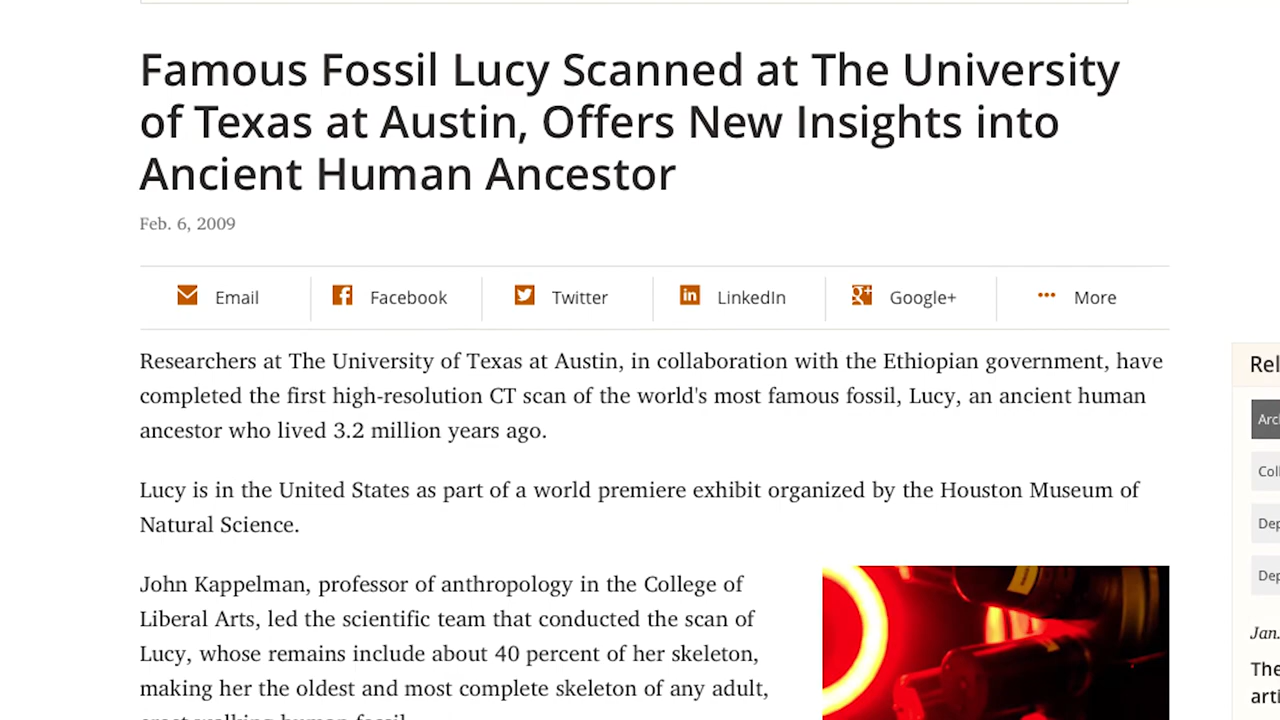 Famous Fossil Lucy Scanned at The University
of Texas at Austin, Offers New Insights into
Ancient Human Ancestor
Feb. 6, 2009
Email
Facebook
Twitter
LinkedIn
Google+
More
Researchers at The University of Texas at Austin, in collaboration with the Ethiopian government, have
completed the first high-resolution CT scan of the world's most famous fossil, Lucy, an ancient human
ancestor who lived 3.2 million years ago.
Lucy is in the United States as part of a world premiere exhibit organized by the Houston Museum of
Natural Science.
John Kappelman, professor of anthropology in the College of
Liberal Arts, led the scientific team that conducted the scan of
Lucy, whose remains include about 40 percent of her skeleton,
making her the oldest and most complete skeleton of any adult,
Rel
Arc
Coll
Dep
Dep
Jan.
The
arti